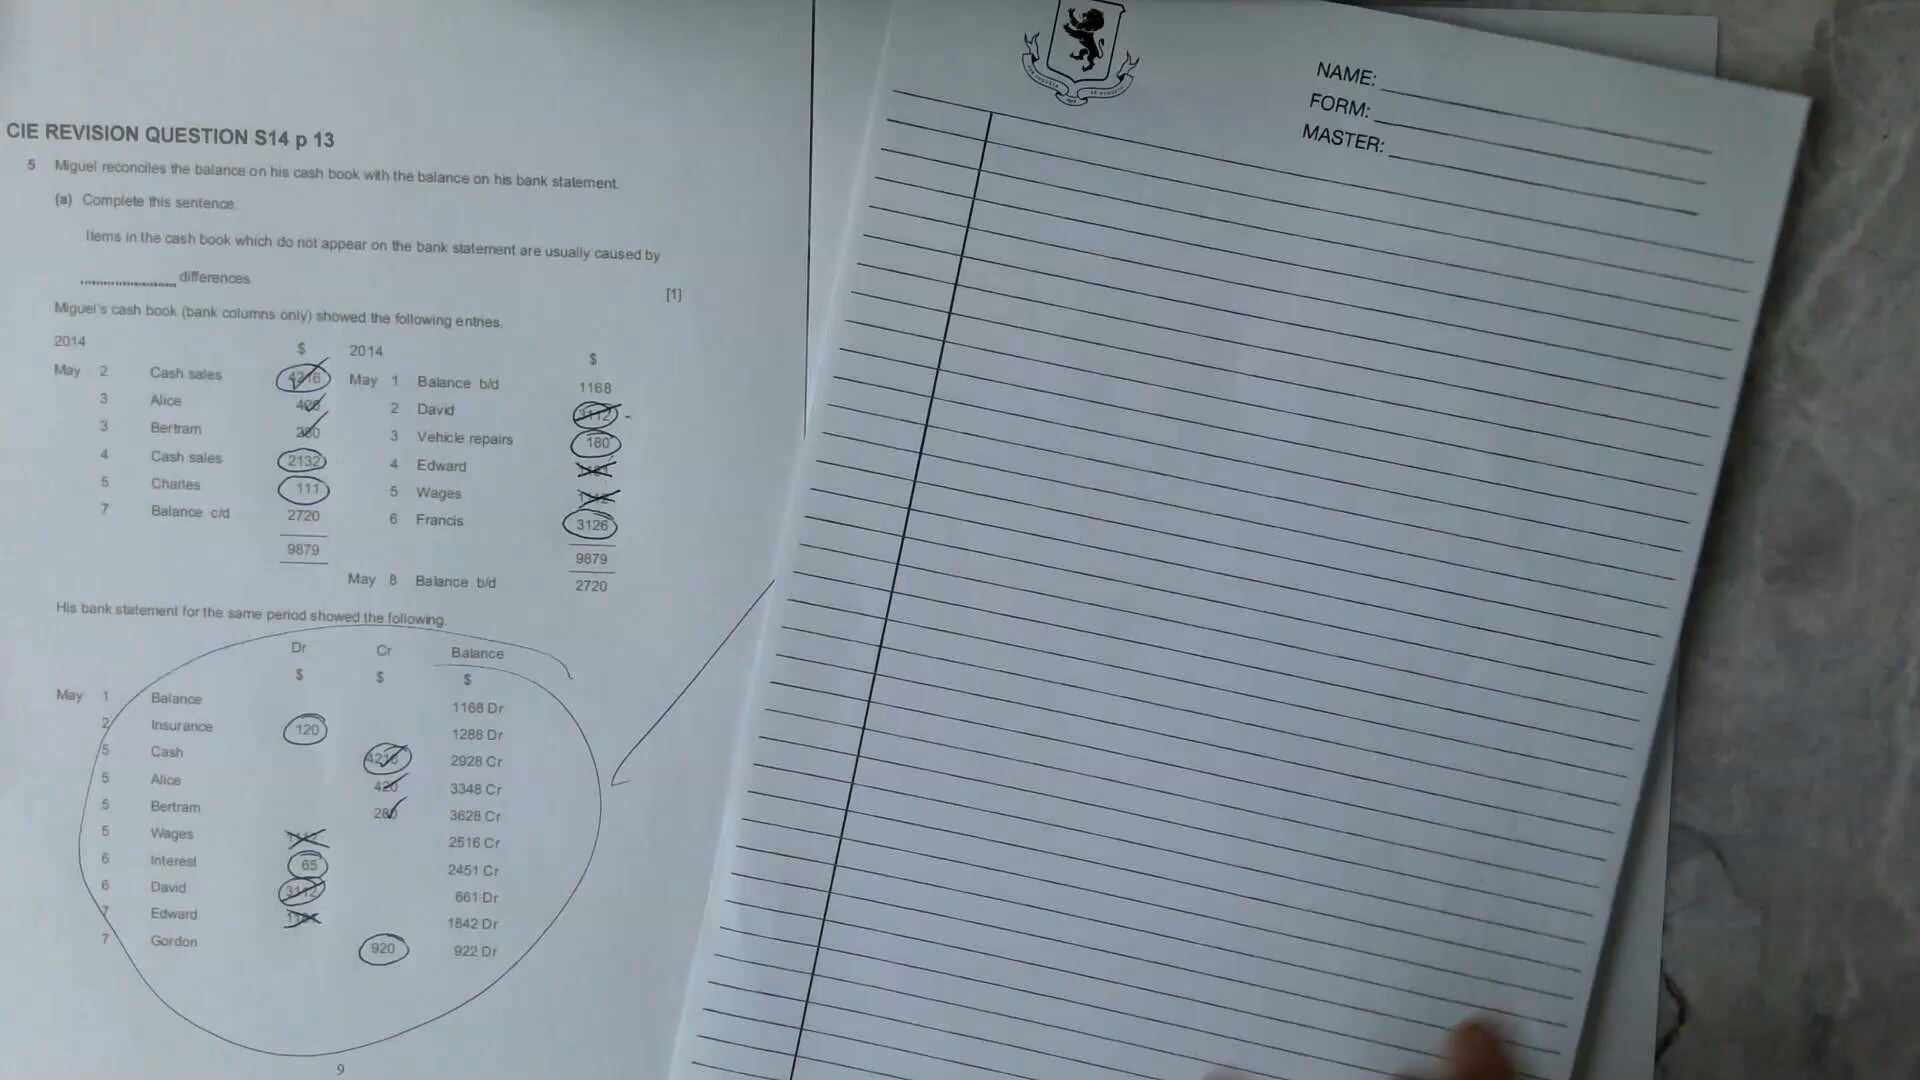 CIE REVISION QUESTION S14 p 13
5 Miguel reconciles the balance on his cash book with the balance on his bank statement.
(a) Complete this sentence.
Items in the cash book which do not appear on the bank statement are usually caused by
.................... differences. [1]
Miguel's cash book (bank columns only) showed the following entries.
2014 $ 2014 $
May 2 Cash sales 4216 May 1 Balance b/d 1168
3 Alice 420 2 David 3112
3 Bertram 280 3 Vehicle repairs 180
4 Cash sales 2132 4 Edward
5 Charles 111 5 Wages
7 Balance c/d 2720 6 Francis 3126
9879 9879
May 8 Balance b/d 2720
His bank statement for the same period showed the following.
Dr Cr Balance
$ $ $
May 1 Balance 1168 Dr
2 Insurance 120 1288 Dr
5 Cash 4216 2928 Cr
5 Alice 420 3348 Cr
5 Bertram 280 3628 Cr
5 Wages 2516 Cr
6 Interest 65 2451 Cr
6 David 3112 661 Dr
7 Edward 1842 Dr
7 Gordon 920 922 Dr
9
NAME:
FORM:
MASTER: